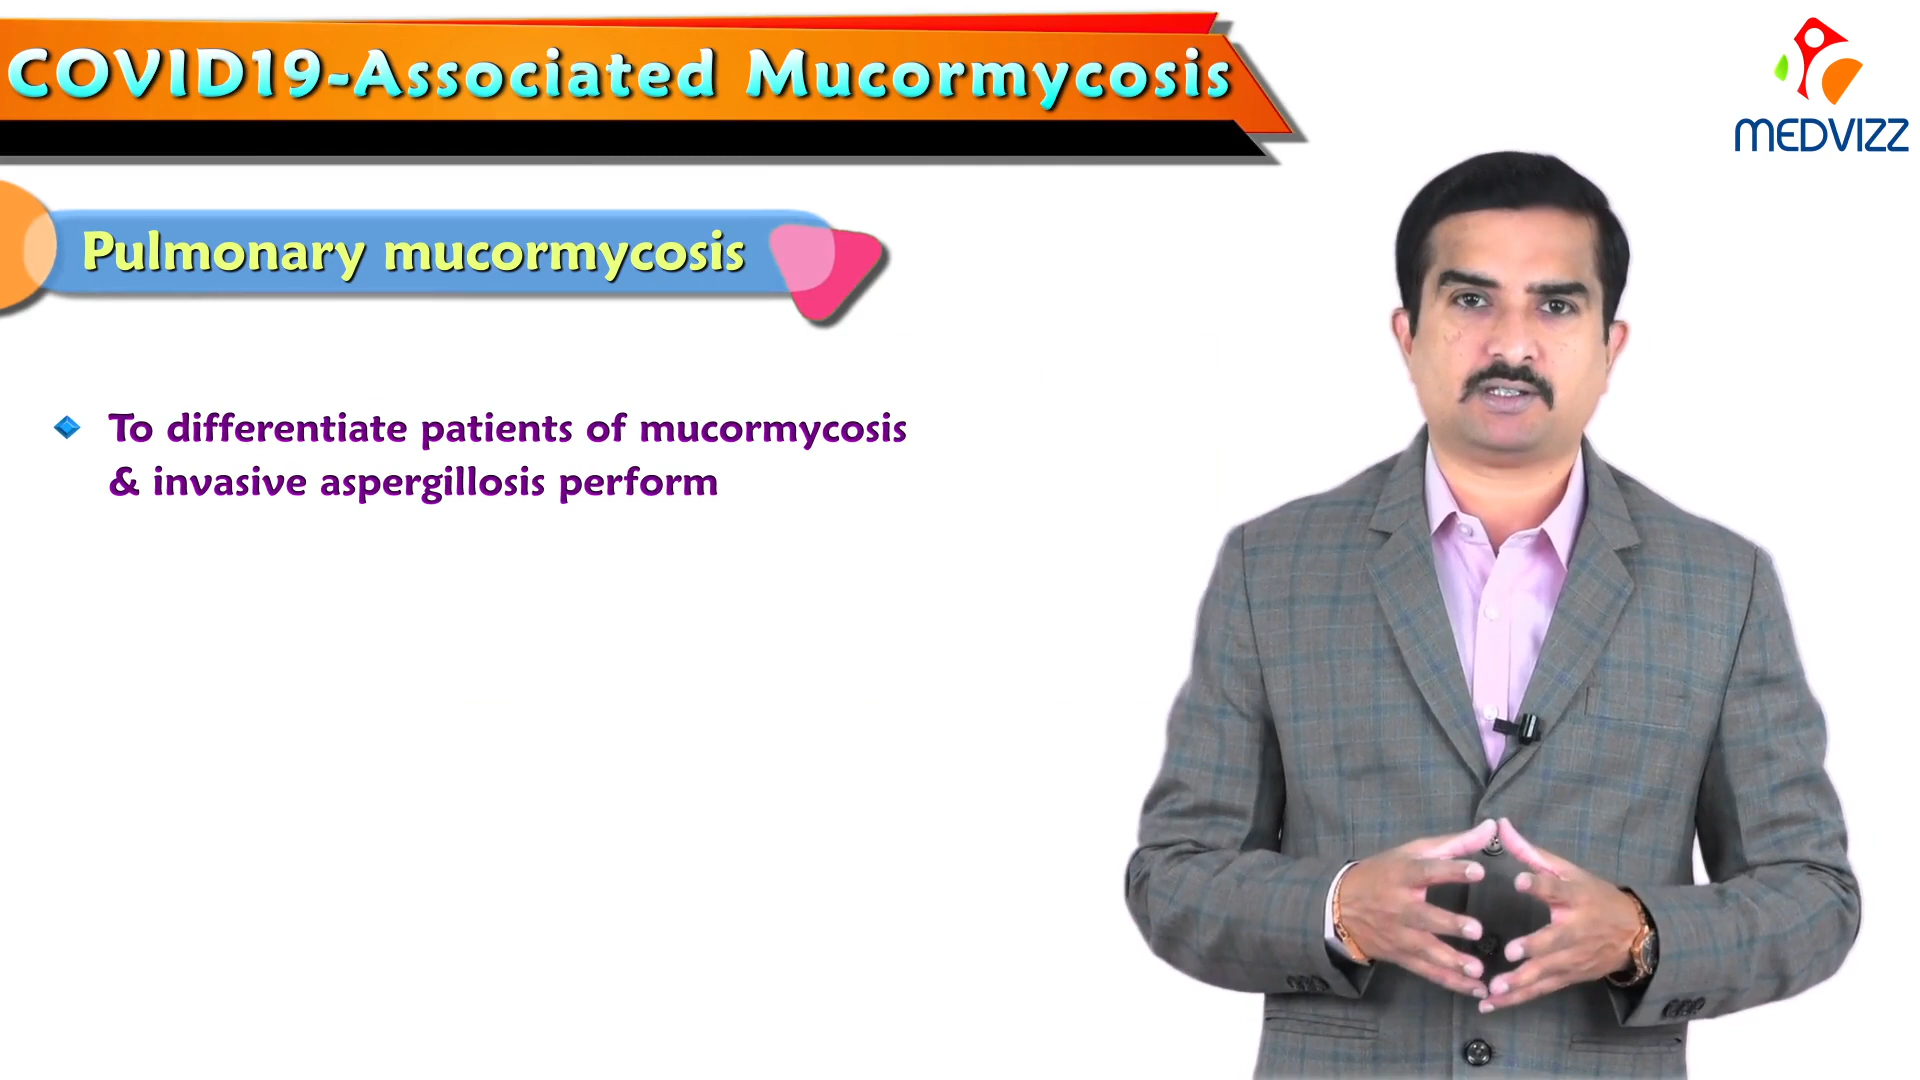 COVID19-Associated Mucormycosis
MEDVIZZ
Pulmonary mucormycosis
To differentiate patients of mucormycosis
& invasive aspergillosis perform